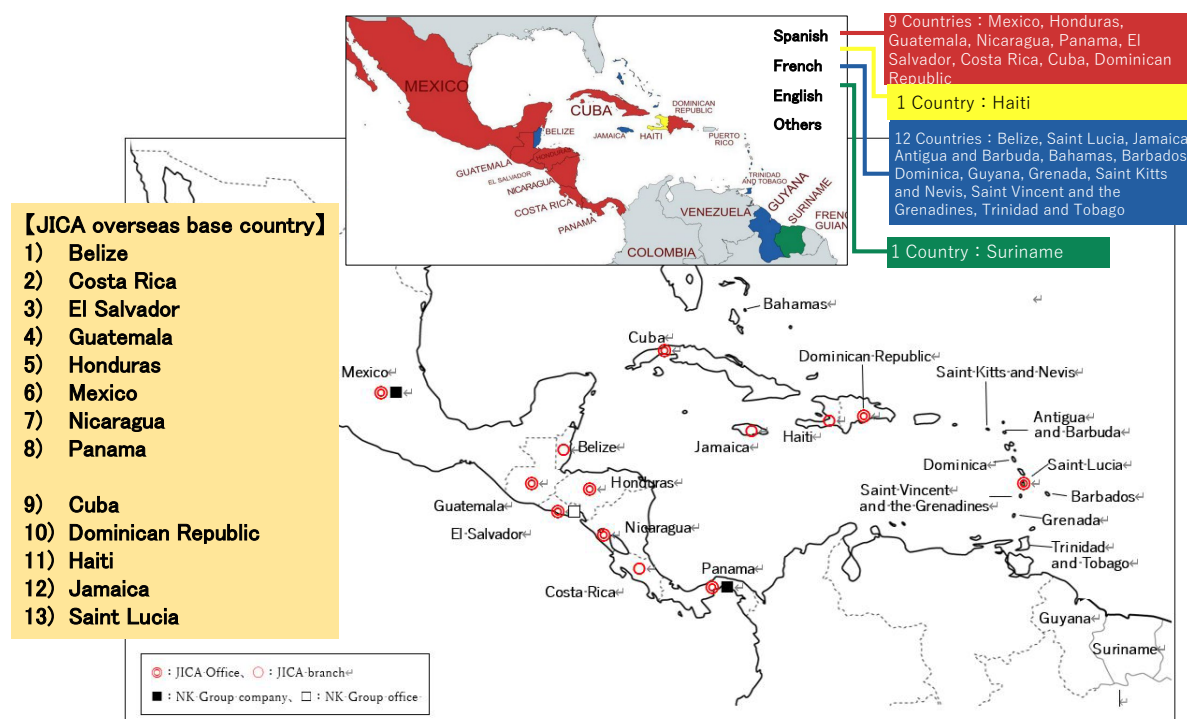 Spanish
French
English
Others
9 Countries：Mexico, Honduras,
Guatemala, Nicaragua, Panama, El
Salvador, Costa Rica, Cuba, Dominican
Republic
1 Country：Haiti
12 Countries：Belize, Saint Lucia, Jamaica
Antigua and Barbuda, Bahamas, Barbados
Dominica, Guyana, Grenada, Saint Kitts
and Nevis, Saint Vincent and the
Grenadines, Trinidad and Tobago
1 Country：Suriname
MEXICO
CUBA
DOMINICAN
REPUBLIC
JAMAICA
HAITI
PUERTO
RICO
BELIZE
GUATEMALA
HONDURAS
EL SALVADOR
NICARAGUA
COSTA RICA
PANAMA
TRINIDAD
AND TOBAGO
GUYANA
SURINAME
VENEZUELA
FRENCH
GUIAN
COLOMBIA
【JICA overseas base country】
1) Belize
2) Costa Rica
3) El Salvador
4) Guatemala
5) Honduras
6) Mexico
7) Nicaragua
8) Panama
9) Cuba
10) Dominican Republic
11) Haiti
12) Jamaica
13) Saint Lucia
Bahamas
Cuba
Dominican Republic
Saint Kitts and Nevis
Mexico
Antigua
and Barbuda
Jamaica
Haiti
Belize
Dominica
Saint Lucia
Honduras
Guatemala
Saint Vincent
and the Grenadines
Barbados
El Salvador
Nicaragua
Grenada
Trinidad
and Tobago
Panama
Costa Rica
Guyana
Suriname
◎：JICA Office、○：JICA branch
■：NK Group company、□：NK Group office